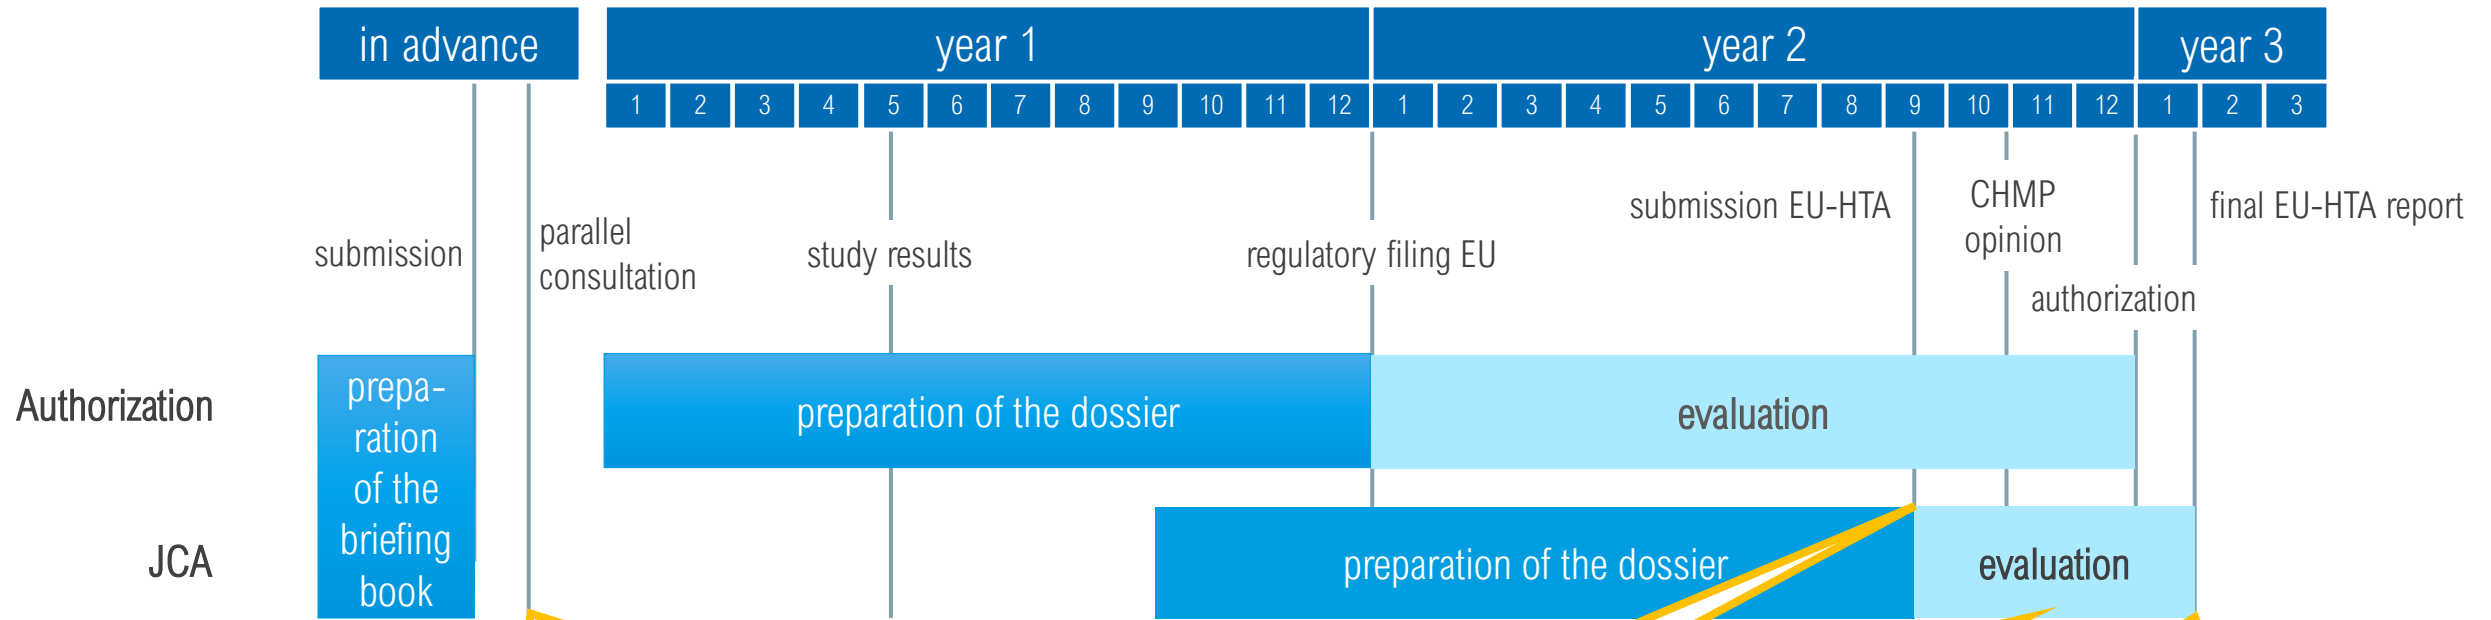 in advance
year 1
year 2
year 3
1 2 3 4 5 6 7 8 9 10 11 12 1 2 3 4 5 6 7 8 9 10 11 12 1 2 3
submission
parallel
consultation
study results
regulatory filing EU
submission EU-HTA
CHMP
opinion
authorization
final EU-HTA report
Authorization
prepa-
ration
of the
briefing
book
preparation of the dossier
evaluation
JCA
preparation of the dossier
evaluation